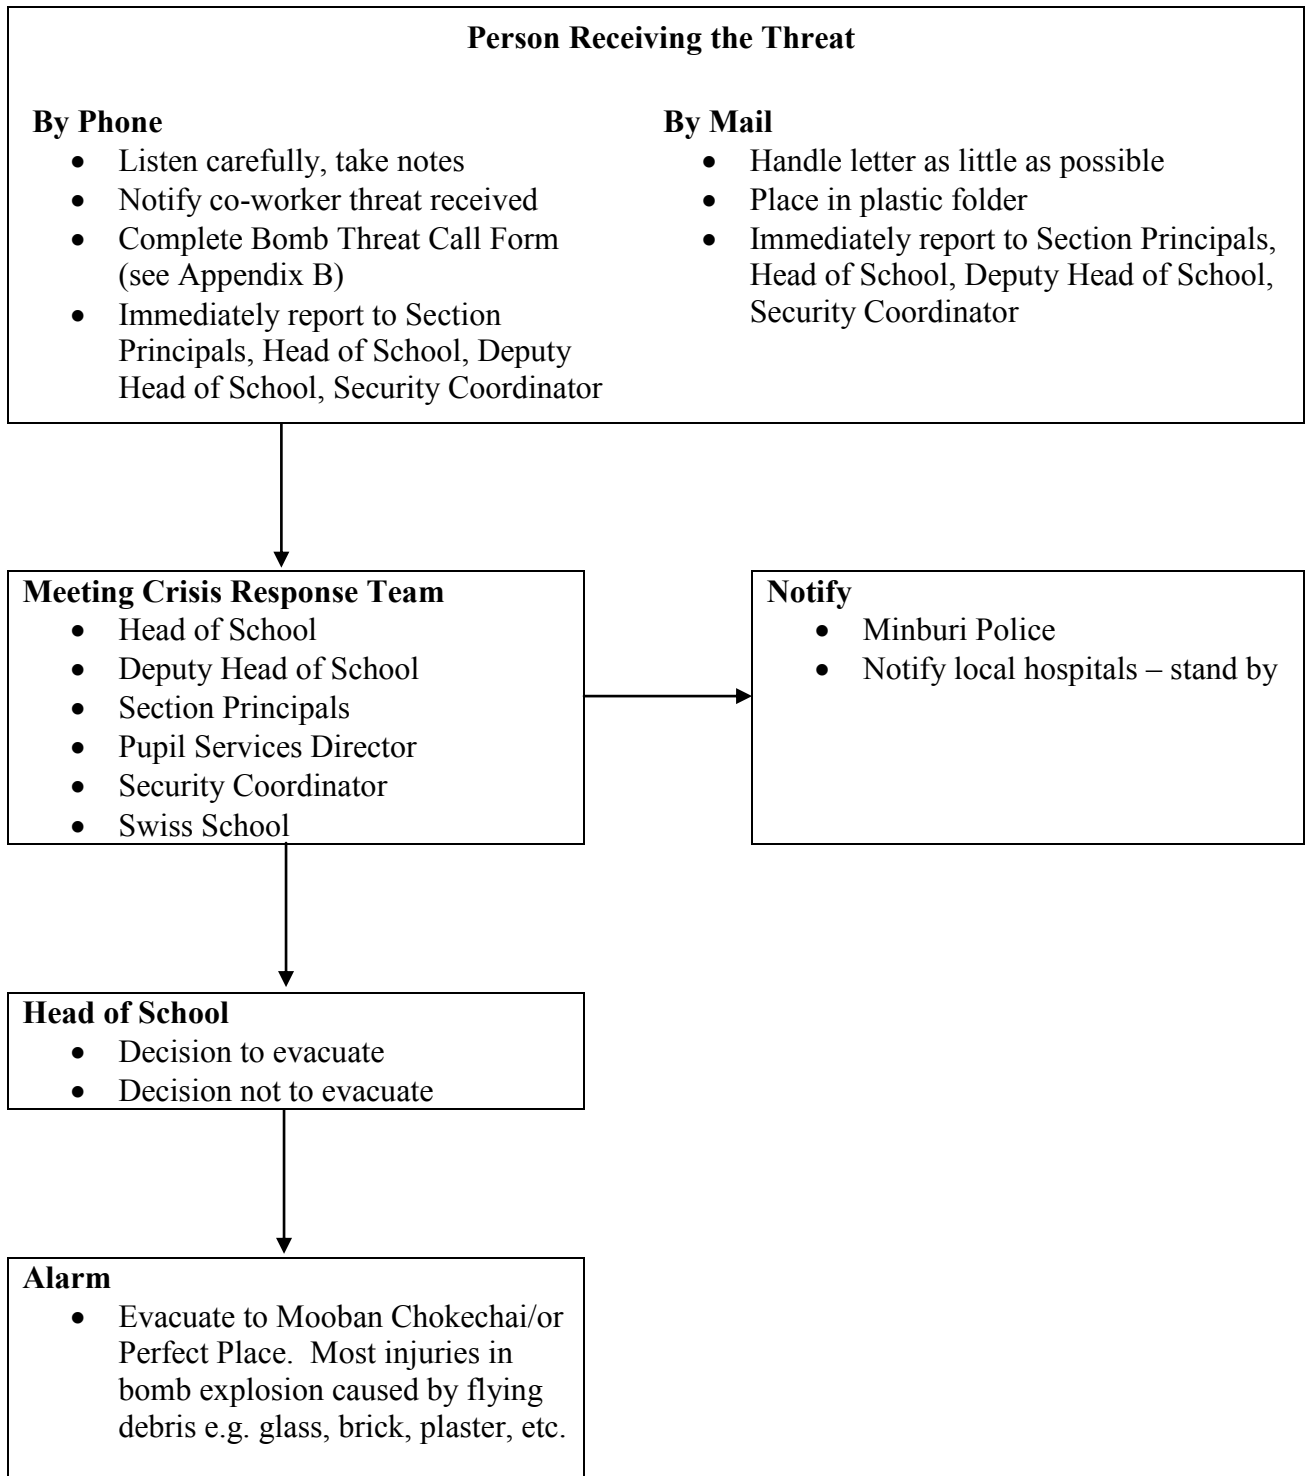 Person Receiving the Threat
By Phone
• Listen carefully, take notes
• Notify co-worker threat received
• Complete Bomb Threat Call Form
(see Appendix B)
• Immediately report to Section
Principals, Head of School, Deputy
Head of School, Security Coordinator
By Mail
• Handle letter as little as possible
• Place in plastic folder
• Immediately report to Section Principals,
Head of School, Deputy Head of School,
Security Coordinator
Meeting Crisis Response Team
• Head of School
• Deputy Head of School
• Section Principals
• Pupil Services Director
• Security Coordinator
• Swiss School
Notify
• Minburi Police
• Notify local hospitals – stand by
Head of School
• Decision to evacuate
• Decision not to evacuate
Alarm
• Evacuate to Mooban Chokechai/or
Perfect Place.  Most injuries in
bomb explosion caused by flying
debris e.g. glass, brick, plaster, etc.